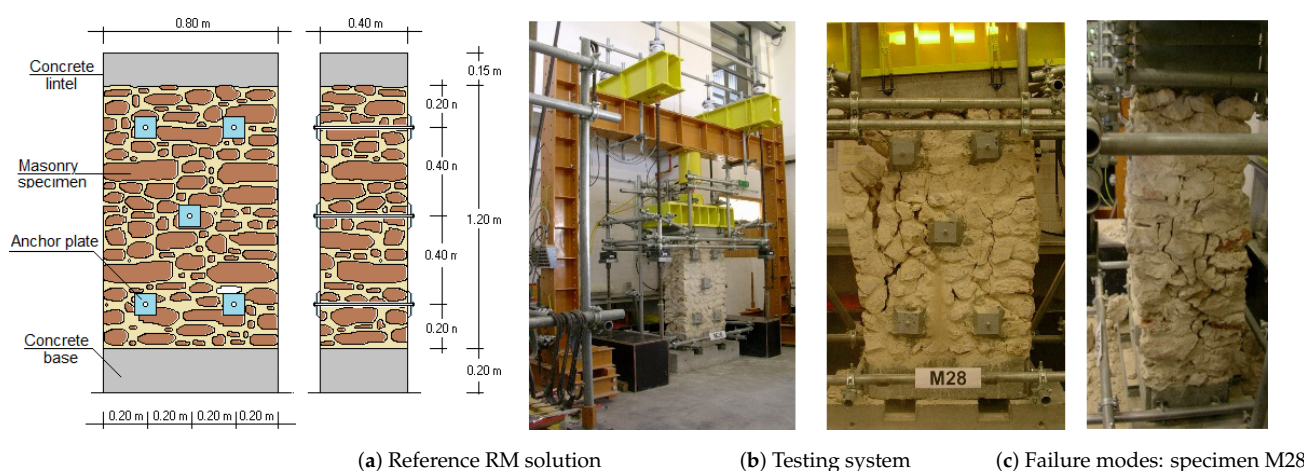 0.80 m
0.40 m
Concrete
lintel
0.15 m
0.20 n
Masonry
specimen
0.40 m
1.20 m
Anchor plate
0.40 m
0.20 n
Concrete
base
0.20 m
0.20 m 0.20 m 0.20 m 0.20 m
M28
(a) Reference RM solution
(b) Testing system
(c) Failure modes: specimen M28